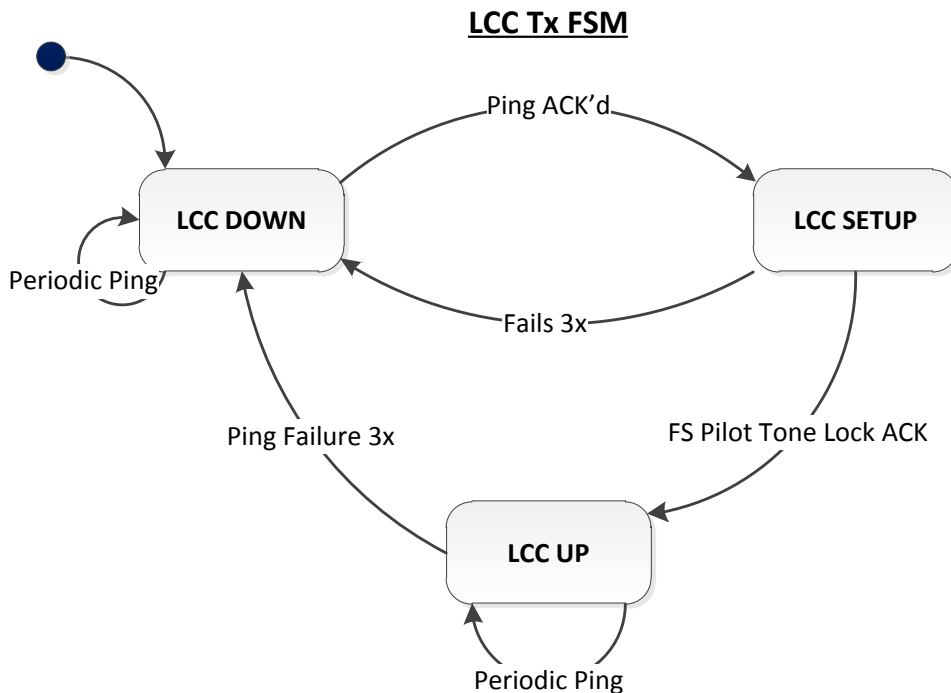 LCC Tx FSM
Ping ACK’d
LCC DOWN
LCC SETUP
Periodic Ping
Fails 3x
Ping Failure 3x
FS Pilot Tone Lock ACK
LCC UP
Periodic Ping